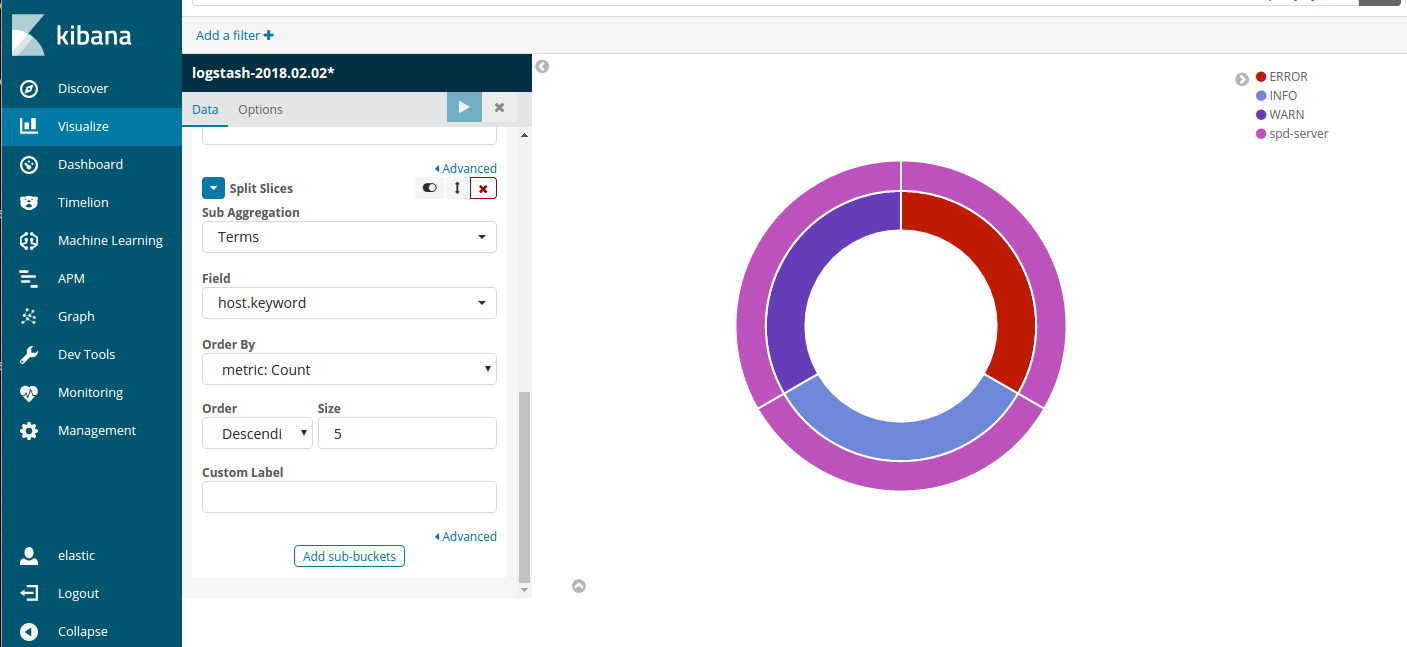 kibana
Discover
Visualize
Dashboard
Timelion
Machine Learning
APM
Graph
Dev Tools
Monitoring
Management
elastic
Logout
Collapse
Add a filter +
logstash-2018.02.02*
Data Options
Advanced
Split Slices
Sub Aggregation
Terms
Field
host.keyword
Order By
metric: Count
Order Size
Descendi 5
Custom Label
Advanced
Add sub-buckets
ERROR
INFO
WARN
spd-server